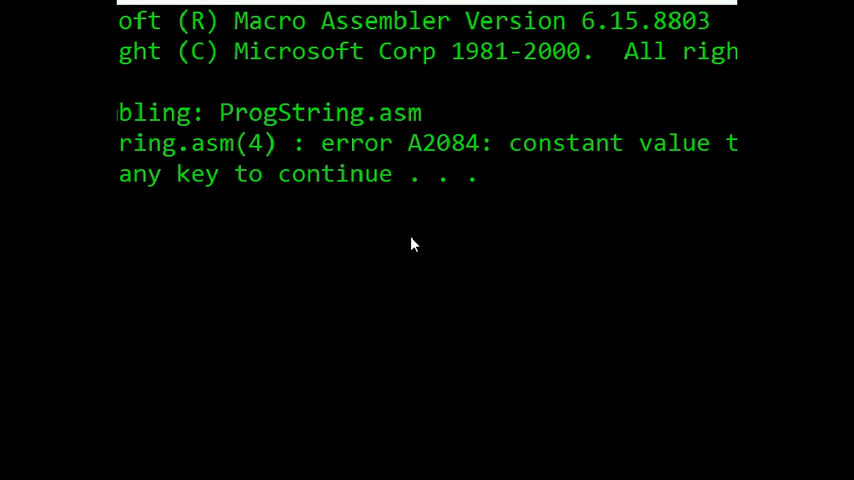 oft (R) Macro Assembler Version 6.15.8803
ght (C) Microsoft Corp 1981-2000.  All righ
bling: ProgString.asm
ring.asm(4) : error A2084: constant value t
any key to continue . . .